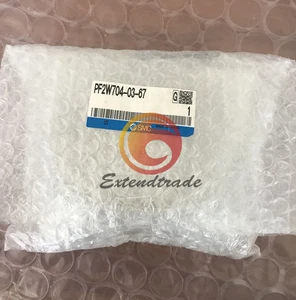 PF2W704-03-67
G
1
SMC
Extendtrade